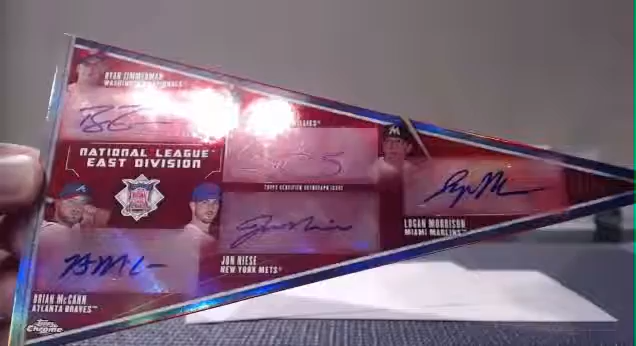 RYAN ZIMMERMAN
WASHINGTON NATIONALS
NATIONAL LEAGUE
EAST DIVISION
TOPPS CERTIFIED AUTOGRAPH ISSUE
LOGAN MORRISON
MIAMI MARLINS
JON NIESE
NEW YORK METS
BRIAN McCANN
ATLANTA BRAVES
Topps
Chrome